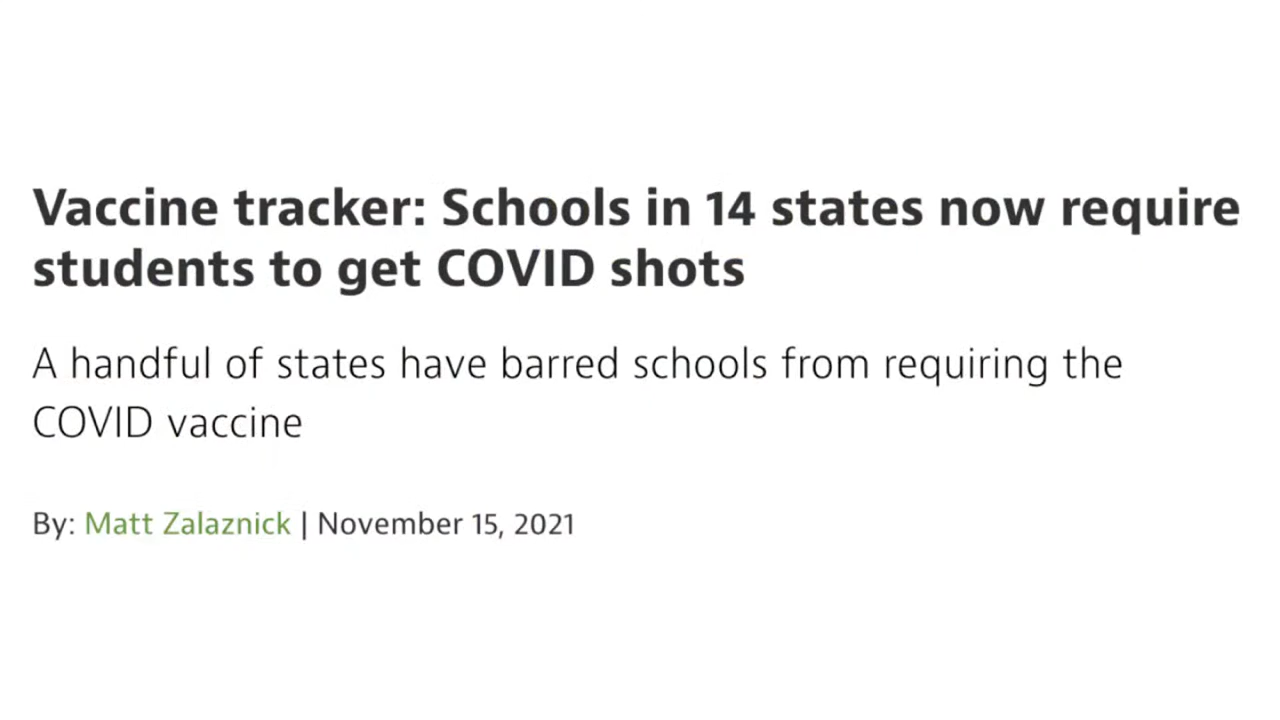 Vaccine tracker: Schools in 14 states now require
students to get COVID shots
A handful of states have barred schools from requiring the
COVID vaccine
By: Matt Zalaznick | November 15, 2021